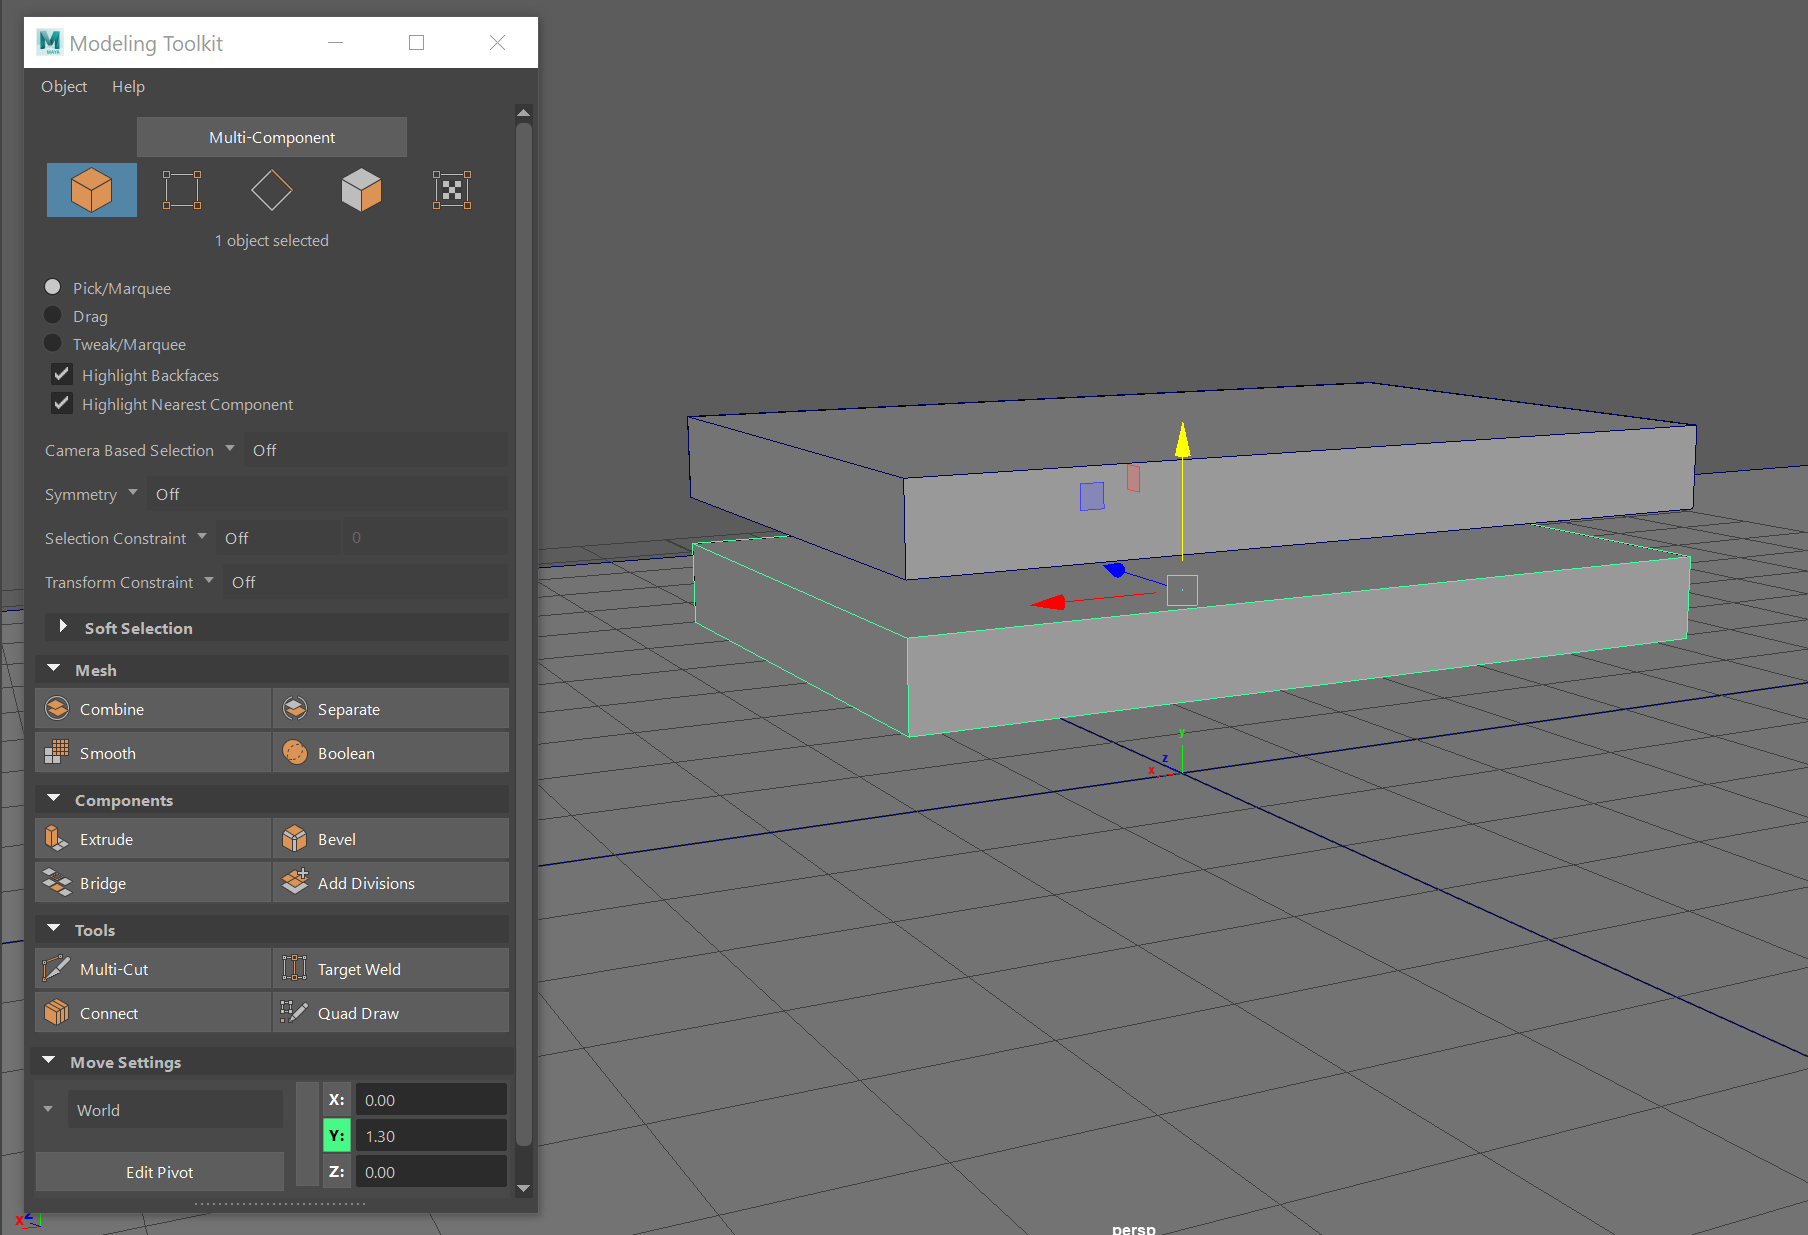 Modeling Toolkit
Object Help
Multi-Component
1 object selected
Pick/Marquee
Drag
Tweak/Marquee
Highlight Backfaces
Highlight Nearest Component
Camera Based Selection Off
Symmetry Off
Selection Constraint Off 0
Transform Constraint Off
Soft Selection
Mesh
Combine Separate
Smooth Boolean
Components
Extrude Bevel
Bridge Add Divisions
Tools
Multi-Cut Target Weld
Connect Quad Draw
Move Settings
World
X: 0.00
Y: 1.30
Z: 0.00
Edit Pivot
Y
Z
X
X Z
persp